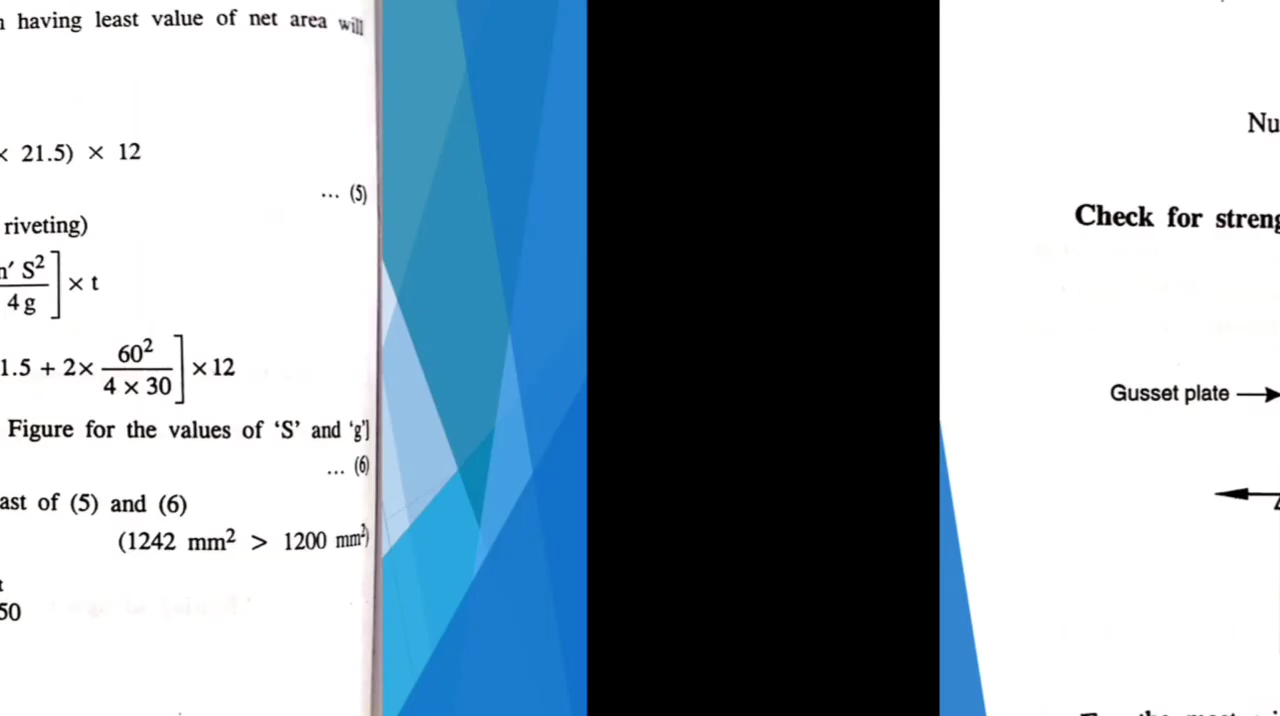 having least value of net area will
× 21.5) × 12
... (5)
riveting)
n′ S²
4g
] × t
1.5 + 2× 60² / 4 × 30 ] × 12
Figure for the values of ‘S’ and ‘g’]
... (6)
ast of (5) and (6)
(1242 mm² > 1200 mm²)
t
50
Nu
Check for streng
Gusset plate